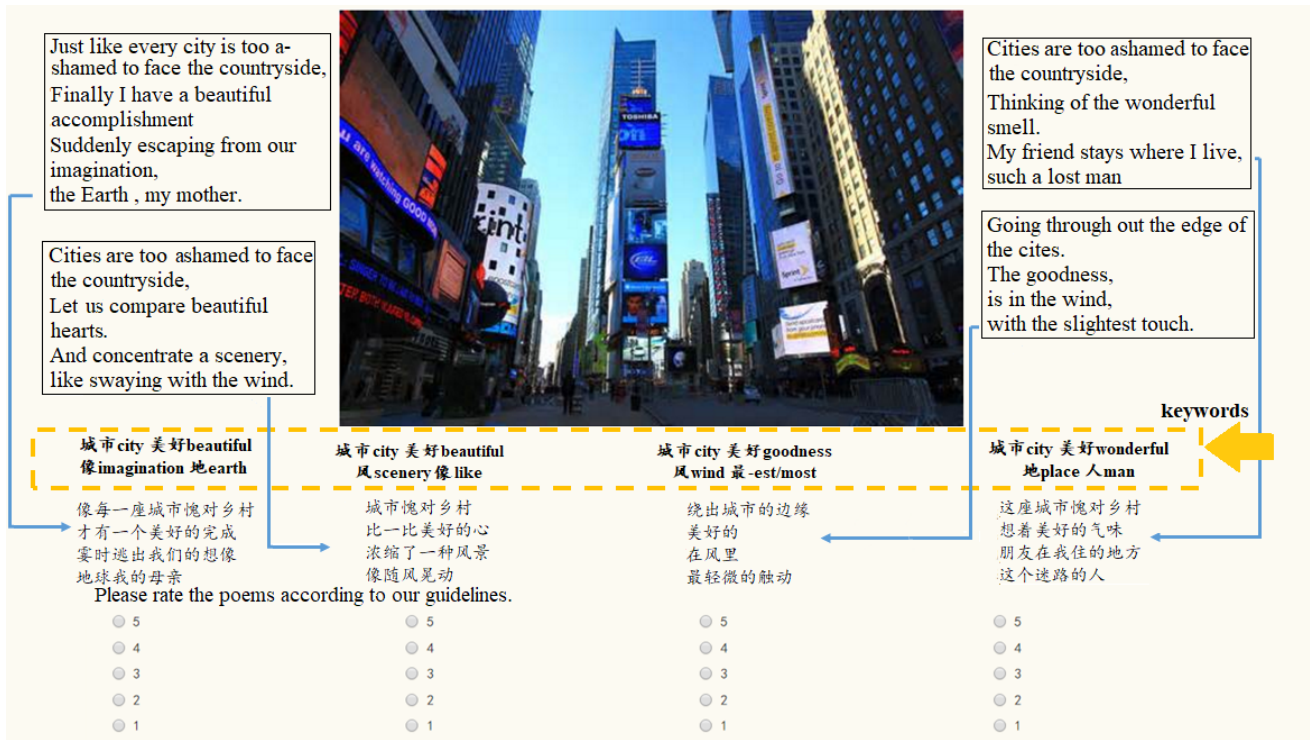 Just like every city is too a-
shamed to face the countryside,
Finally I have a beautiful
accomplishment
Suddenly escaping from our
imagination,
the Earth , my mother.
Cities are too ashamed to face
the countryside,
Let us compare beautiful
hearts.
And concentrate a scenery,
like swaying with the wind.
TOSHIBA
u are watching GOOD
Sprint
Cities are too ashamed to face
the countryside,
Thinking of the wonderful
smell.
My friend stays where I live,
such a lost man
Going through out the edge of
the cites.
The goodness,
is in the wind,
with the slightest touch.
keywords
城市city 美好beautiful
像imagination 地earth
城市city 美好beautiful
风scenery像 like
城市city 美好goodness
风wind 最-est/most
城市city 美好wonderful
地place 人man
像每一座城市愧对乡村
才有一个美好的完成
霎时逃出我们的想像
地球我的母亲
城市愧对乡村
比一比美好的心
浓缩了一种风景
像随风晃动
绕出城市的边缘
美好的
在风里
最轻微的触动
这座城市愧对乡村
想着美好的气味
朋友在我住的地方
这个迷路的人
Please rate the poems according to our guidelines.
5 5 5 5
4 4 4 4
3 3 3 3
2 2 2 2
1 1 1 1